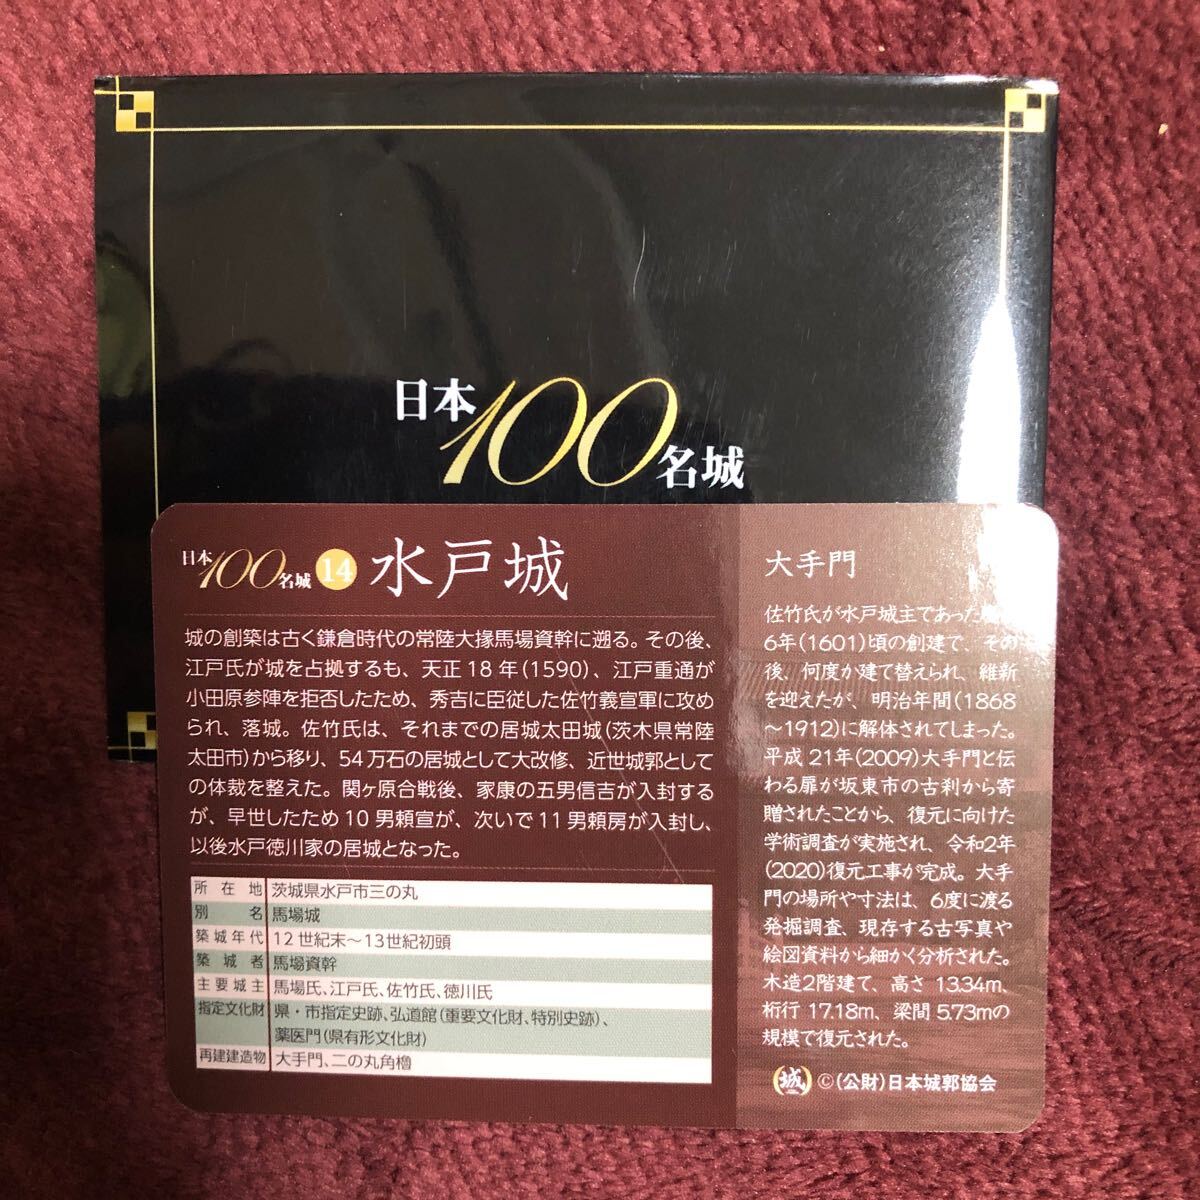 日本100名城
日本100名城 14 水戸城
城の創築は古く鎌倉時代の常陸大掾馬場資幹に遡る。その後、
江戸氏が城を占拠するも、天正18年(1590)、江戸重通が
小田原参陣を拒否したため、秀吉に臣従した佐竹義宣軍に攻め
られ、落城。佐竹氏は、それまでの居城太田城(茨木県常陸
太田市)から移り、54万石の居城として大改修、近世城郭として
の体裁を整えた。関ヶ原合戦後、家康の五男信吉が入封する
が、早世したため10男頼宣が、次いで11男頼房が入封し、
以後水戸徳川家の居城となった。
所在地 茨城県水戸市三の丸
別名 馬場城
築城年代 12世紀末〜13世紀初頭
築城者 馬場資幹
主要城主 馬場氏、江戸氏、佐竹氏、徳川氏
指定文化財 県・市指定史跡、弘道館(重要文化財、特別史跡)、
薬医門(県有形文化財)
再建建造物 大手門、二の丸角櫓
大手門
佐竹氏が水戸城主であった
6年(1601)頃の創建で、その
後、何度か建て替えられ、維新
を迎えたが、明治年間(1868
〜1912)に解体されてしまった。
平成21年(2009)大手門と伝
わる扉が坂東市の古刹から寄
贈されたことから、復元に向けた
学術調査が実施され、令和2年
(2020)復元工事が完成。大手
門の場所や寸法は、6度に渡る
発掘調査、現存する古写真や
絵図資料から細かく分析された。
木造2階建て、高さ13.34m、
桁行17.18m、梁間5.73mの
規模で復元された。
城 ©(公財)日本城郭協会